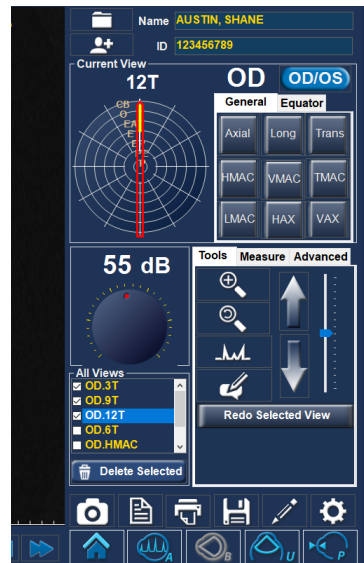 Name AUSTIN, SHANE
ID 123456789
Current View
12T
OD OD/OS
General Equator
CB
O
EA
E
E
Axial Long Trans
HMAC VMAC TMAC
LMAC HAX VAX
55 dB
Tools Measure Advanced
Redo Selected View
All Views
OD.3T
OD.9T
OD.12T
OD.6T
OD.HMAC
Delete Selected
A B U P